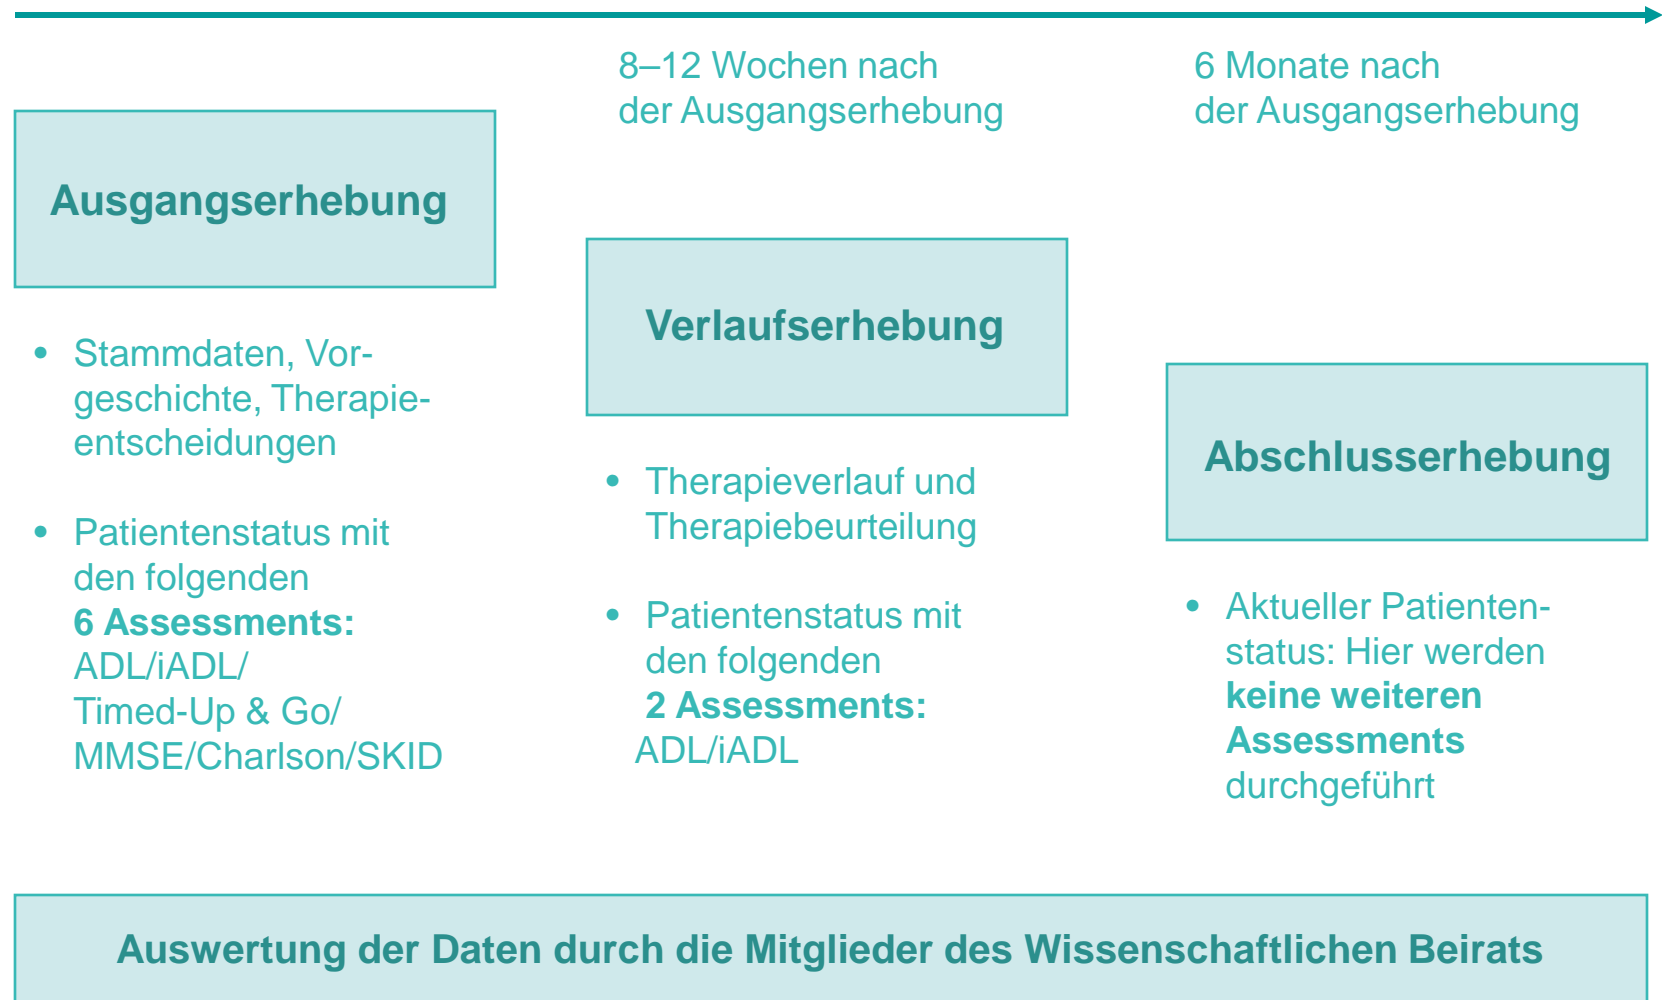 Ausgangserhebung
• Stammdaten, Vor-
geschichte, Therapie-
entscheidungen
• Patientenstatus mit
den folgenden
6 Assessments:
ADL/iADL/
Timed-Up & Go/
MMSE/Charlson/SKID
8–12 Wochen nach
der Ausgangserhebung
Verlaufserhebung
• Therapieverlauf und
Therapiebeurteilung
• Patientenstatus mit
den folgenden
2 Assessments:
ADL/iADL
6 Monate nach
der Ausgangserhebung
Abschlusserhebung
• Aktueller Patienten-
status: Hier werden
keine weiteren
Assessments
durchgeführt
Auswertung der Daten durch die Mitglieder des Wissenschaftlichen Beirats